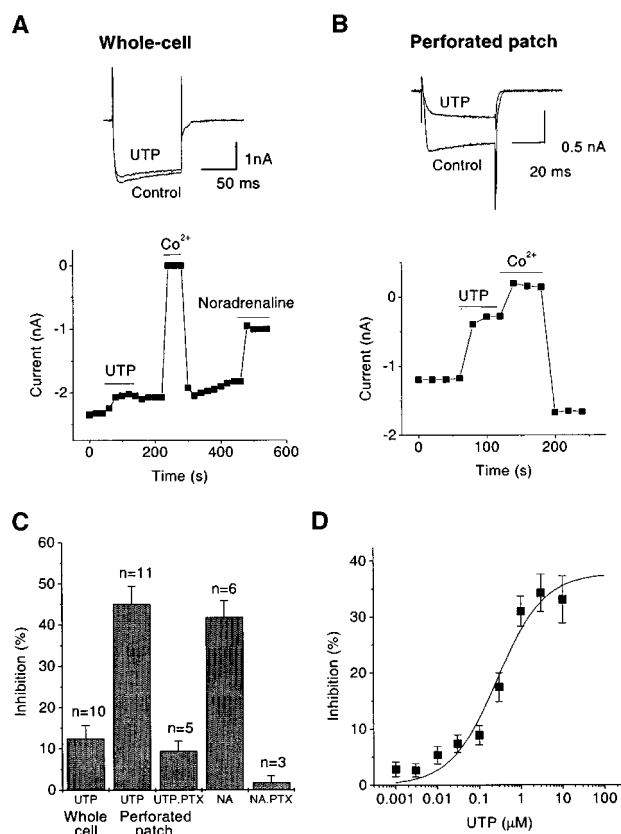 A
Whole-cell
UTP
Control
1nA
50 ms
Co²⁺
Noradrenaline
UTP
0
-1
-2
Current (nA)
0 200 400 600
Time (s)
B
Perforated patch
UTP
Control
0.5 nA
20 ms
Co²⁺
UTP
0
-1
-2
Current (nA)
0 100 200
Time (s)
C
60
50
40
30
20
10
0
Inhibition (%)
n=10
n=11
n=5
n=6
n=3
UTP UTP UTP.PTX NA NA.PTX
Whole cell
Perforated patch
D
40
30
20
10
0
Inhibition (%)
0.001 0.01 0.1 1 10 100
UTP (μM)